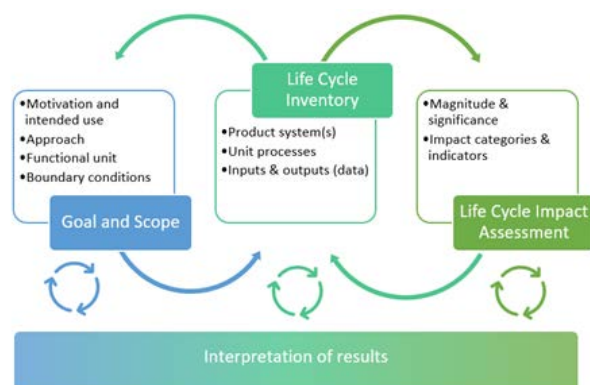 •Motivation and
intended use
•Approach
•Functional unit
•Boundary conditions
Goal and Scope
Life Cycle
Inventory
•Product system(s)
•Unit processes
•Inputs & outputs (data)
•Magnitude &
significance
•Impact categories &
indicators
Life Cycle Impact
Assessment
Interpretation of results